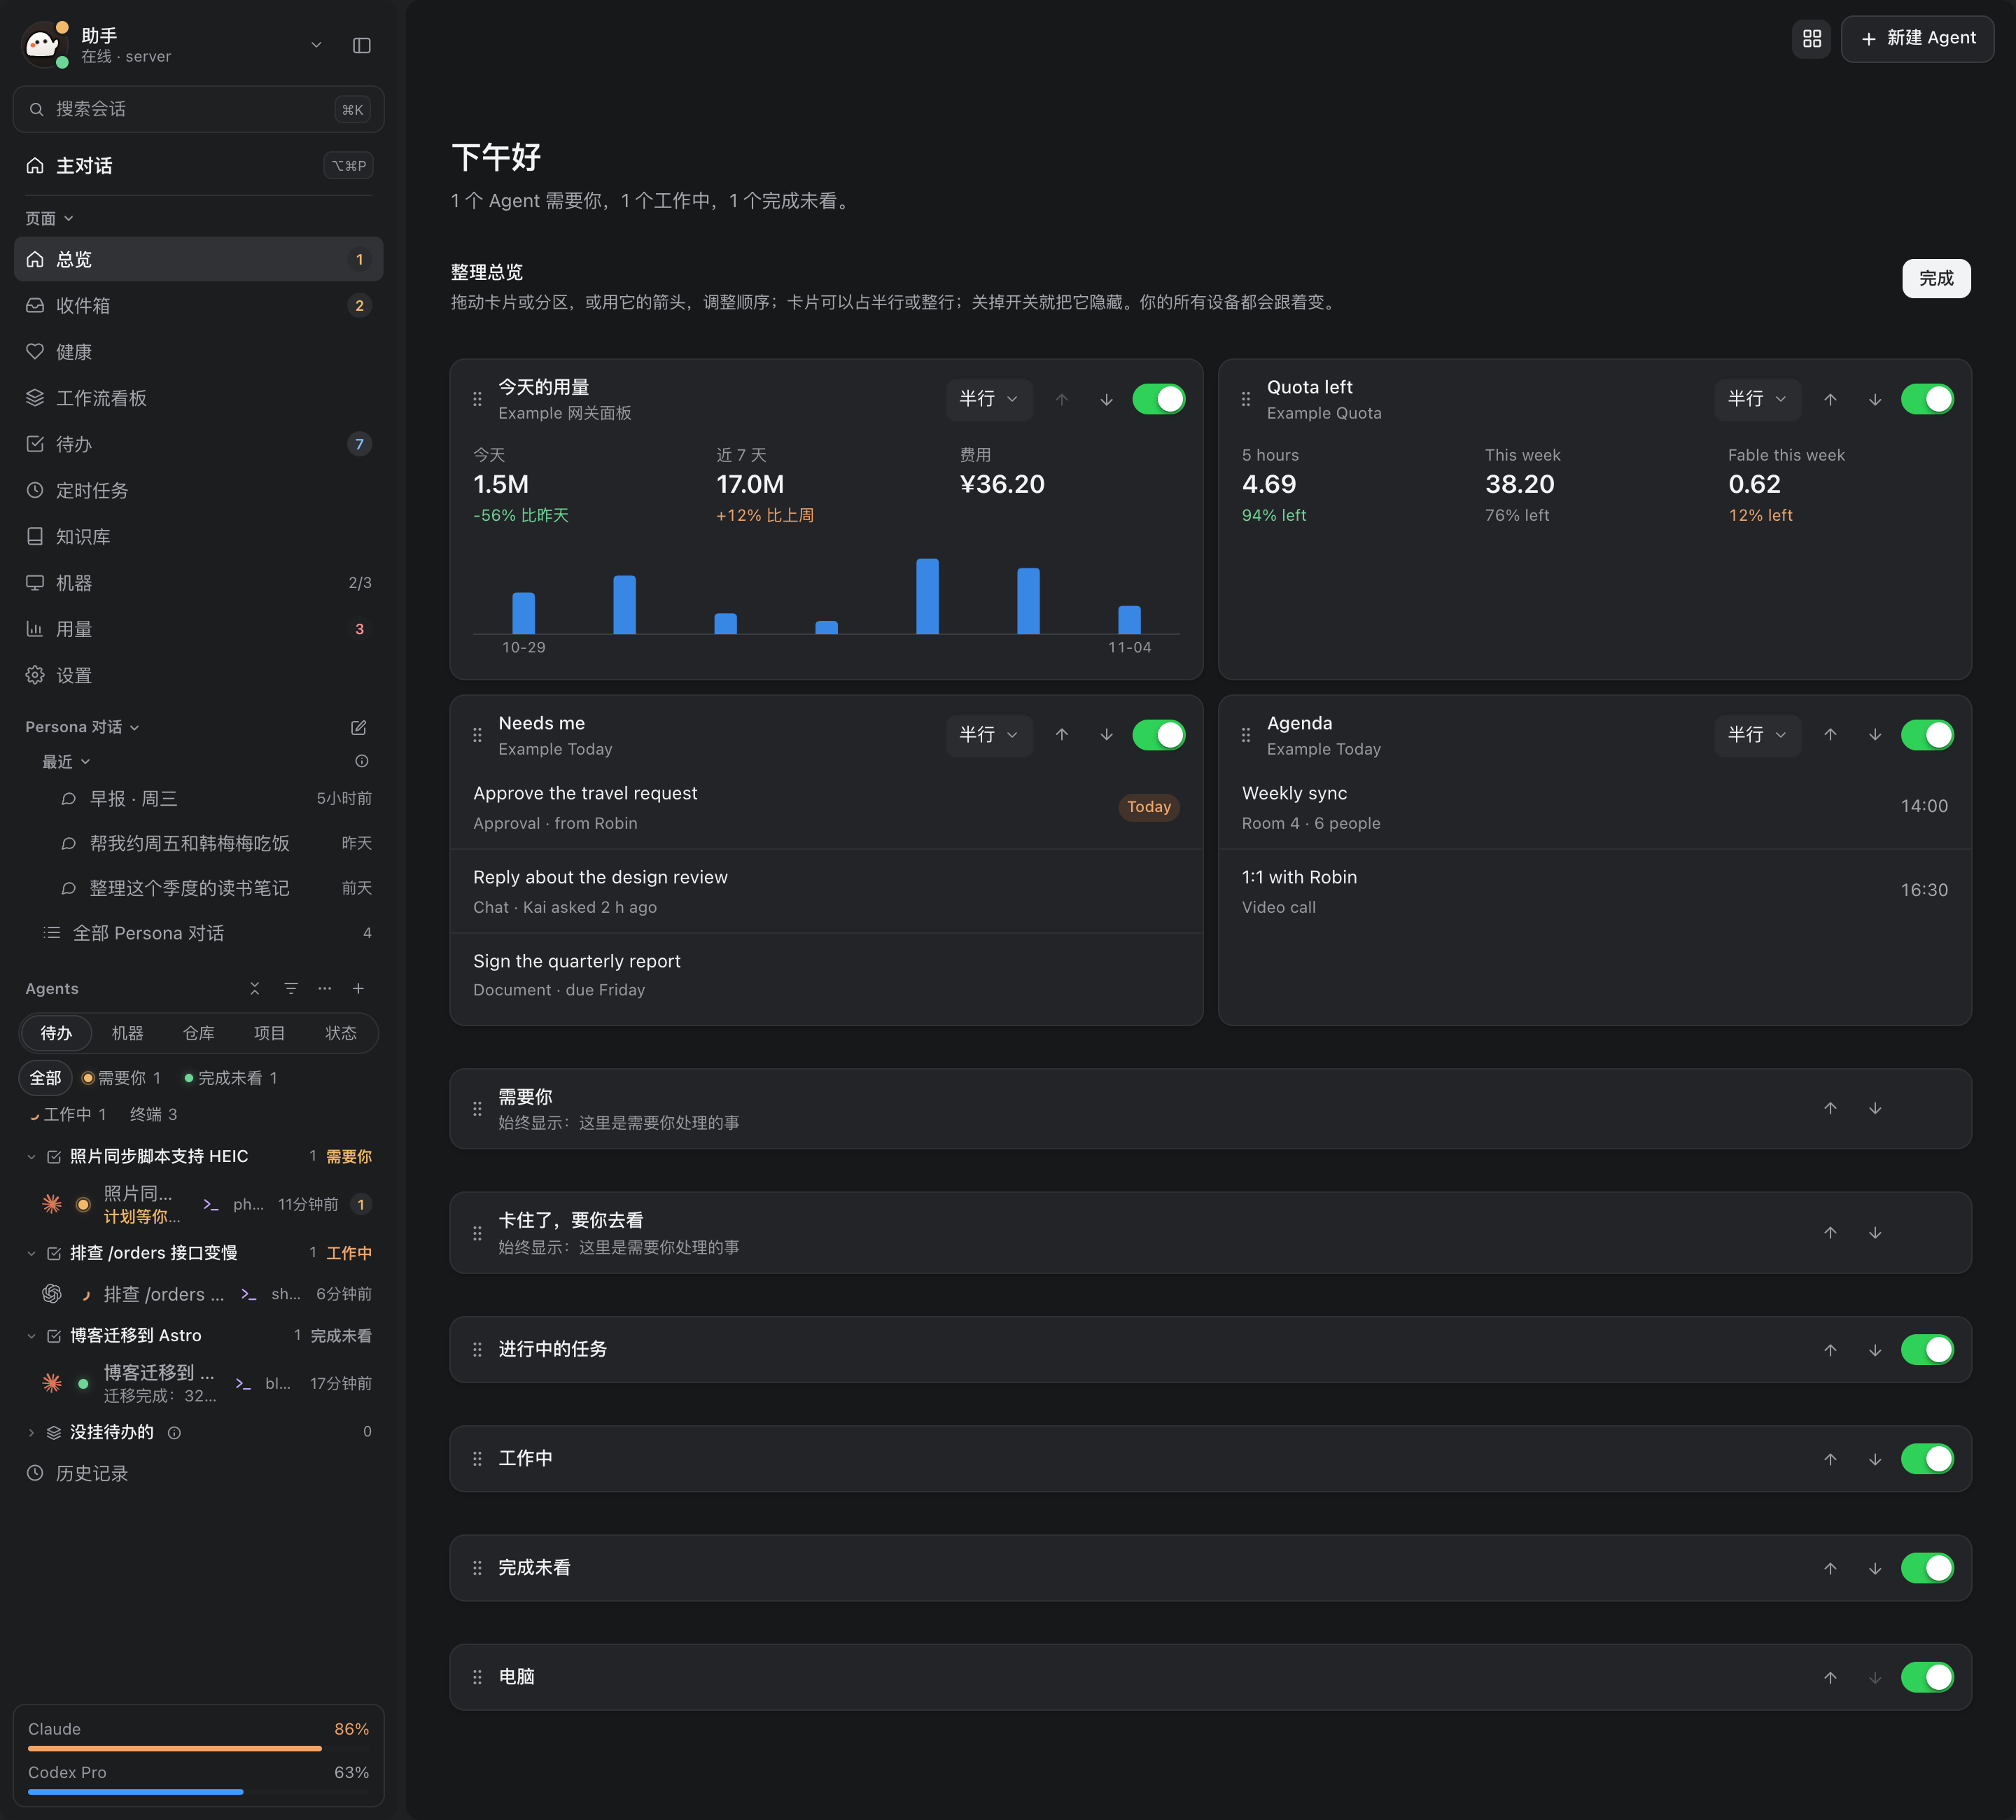 助手
在线 · server
搜索会话 ⌘K
主对话 ⌥⌘P
页面
总览 1
收件箱 2
健康
工作流看板
待办 7
定时任务
知识库
机器 2/3
用量 3
设置
Persona 对话
最近
早报 · 周三 5小时前
帮我约周五和韩梅梅吃饭 昨天
整理这个季度的读书笔记 前天
全部 Persona 对话 4
Agents
待办 机器 仓库 项目 状态
全部 需要你 1 完成未看 1
工作中 1 终端 3
照片同步脚本支持 HEIC 1 需要你
照片同... ph... 11分钟前 1
计划等你...
排查 /orders 接口变慢 1 工作中
排查 /orders ... sh... 6分钟前
博客迁移到 Astro 1 完成未看
博客迁移到 ... bl... 17分钟前
迁移完成：32...
没挂待办的 0
历史记录
Claude 86%
Codex Pro 63%
新建 Agent
下午好
1 个 Agent 需要你，1 个工作中，1 个完成未看。
整理总览
拖动卡片或分区，或用它的箭头，调整顺序；卡片可以占半行或整行；关掉开关就把它隐藏。你的所有设备都会跟着变。
完成
今天的用量
Example 网关面板
半行
今天 近 7 天 费用
1.5M 17.0M ¥36.20
-56% 比昨天 +12% 比上周
10-29 11-04
Quota left
Example Quota
半行
5 hours This week Fable this week
4.69 38.20 0.62
94% left 76% left 12% left
Needs me
Example Today
半行
Approve the travel request
Approval · from Robin
Today
Reply about the design review
Chat · Kai asked 2 h ago
Sign the quarterly report
Document · due Friday
Agenda
Example Today
半行
Weekly sync
Room 4 · 6 people
14:00
1:1 with Robin
Video call
16:30
需要你
始终显示：这里是需要你处理的事
卡住了，要你去看
始终显示：这里是需要你处理的事
进行中的任务
工作中
完成未看
电脑